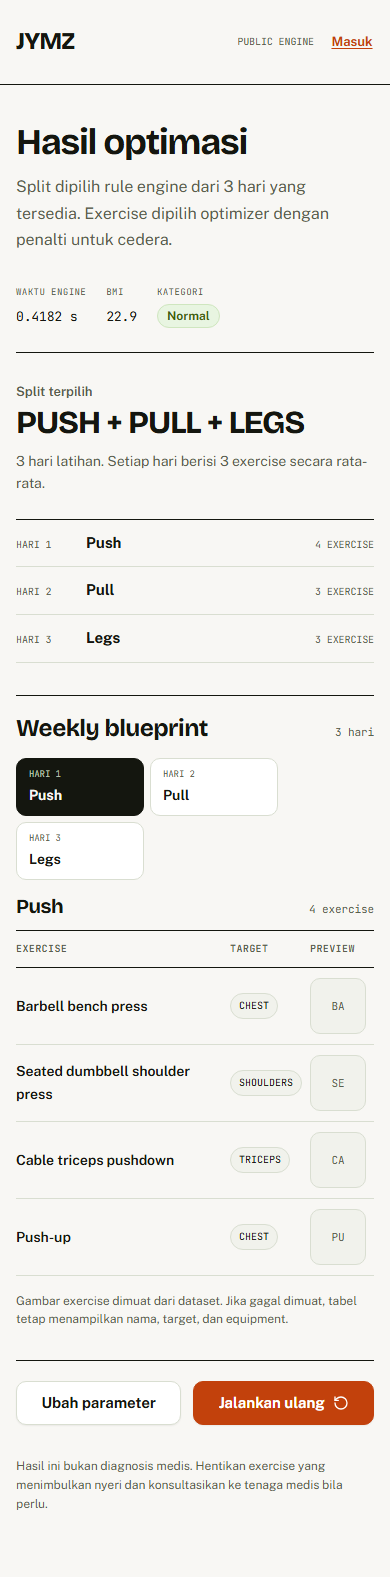 JYMZ
PUBLIC ENGINE Masuk
Hasil optimasi
Split dipilih rule engine dari 3 hari yang
tersedia. Exercise dipilih optimizer dengan
penalti untuk cedera.
WAKTU ENGINE BMI KATEGORI
0.4182 s 22.9 Normal
Split terpilih
PUSH + PULL + LEGS
3 hari latihan. Setiap hari berisi 3 exercise secara rata-
rata.
HARI 1 Push 4 EXERCISE
HARI 2 Pull 3 EXERCISE
HARI 3 Legs 3 EXERCISE
Weekly blueprint 3 hari
HARI 1
Push
HARI 2
Pull
HARI 3
Legs
Push 4 exercise
EXERCISE TARGET PREVIEW
Barbell bench press CHEST BA
Seated dumbbell shoulder
press SHOULDERS SE
Cable triceps pushdown TRICEPS CA
Push-up CHEST PU
Gambar exercise dimuat dari dataset. Jika gagal dimuat, tabel
tetap menampilkan nama, target, dan equipment.
Ubah parameter Jalankan ulang
Hasil ini bukan diagnosis medis. Hentikan exercise yang
menimbulkan nyeri dan konsultasikan ke tenaga medis bila
perlu.